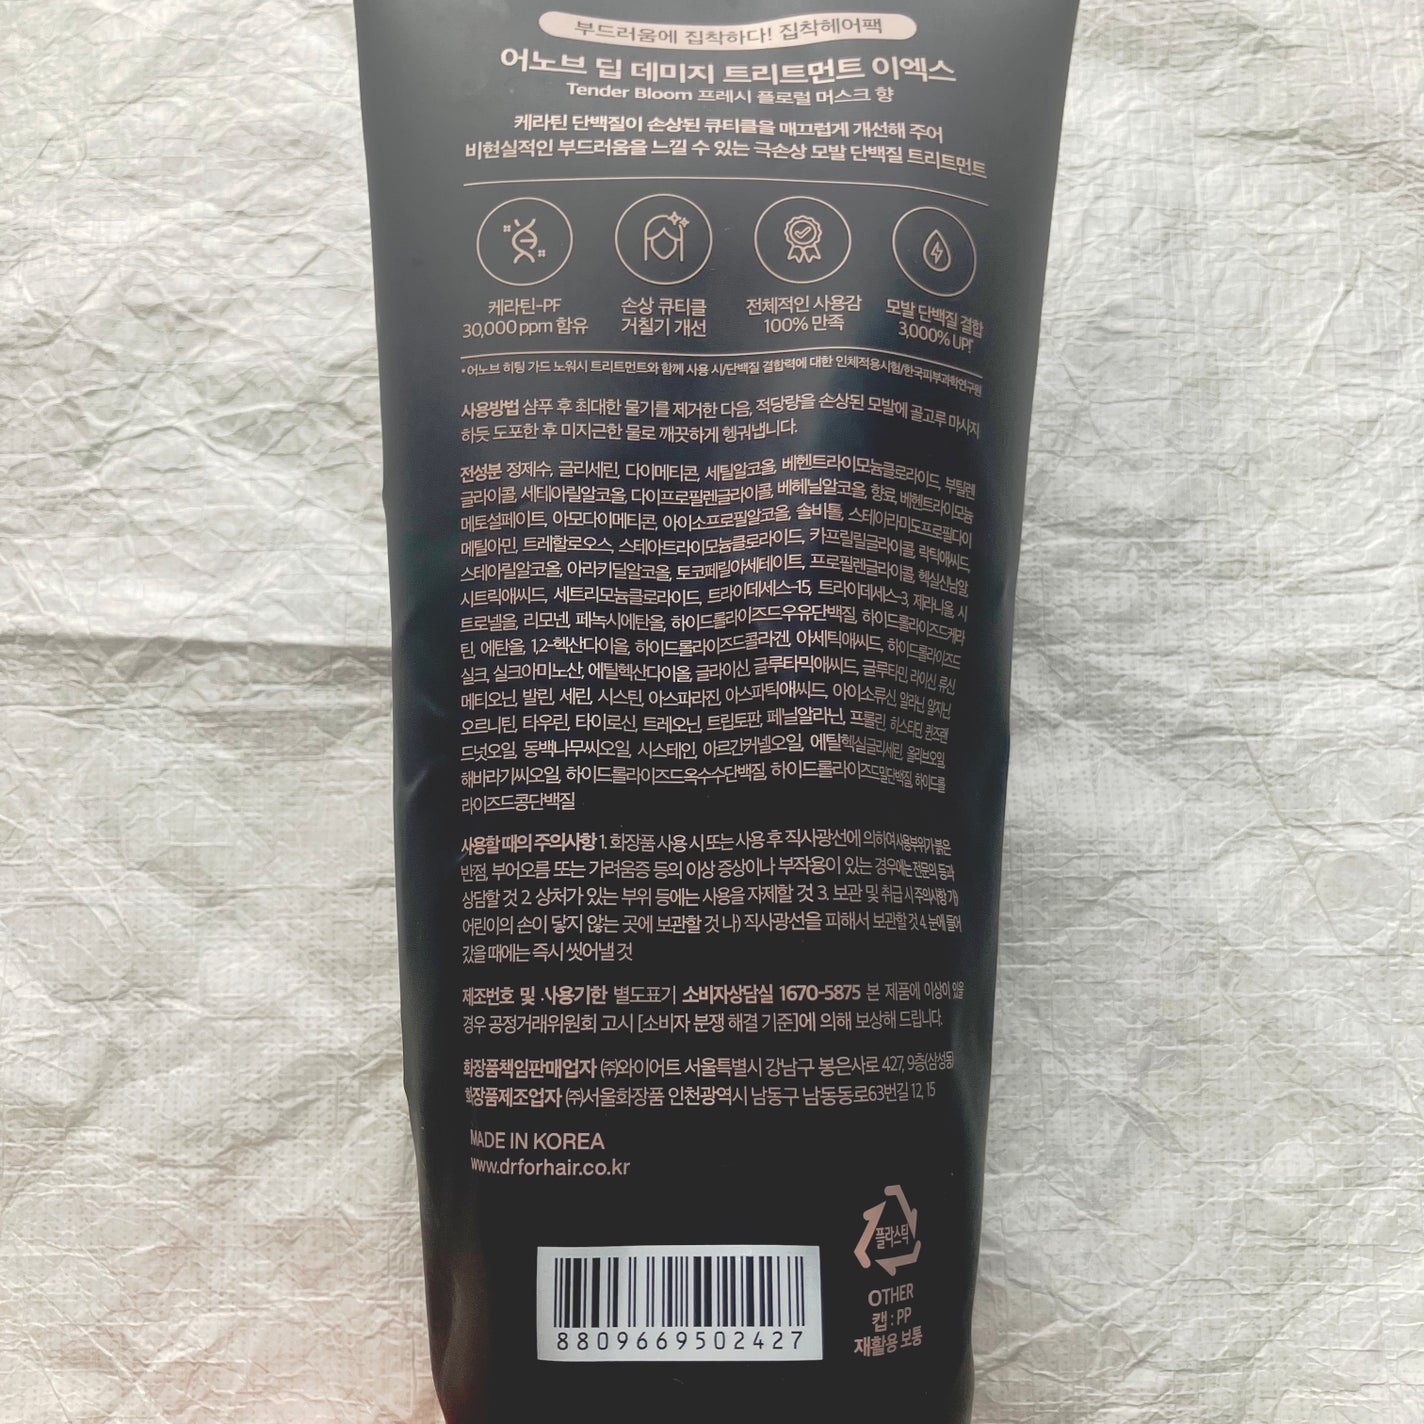 부드러움에 집착하다! 집착헤어팩
어노브 딥 데미지 트리트먼트 이엑스
Tender Bloom 프레시 플로럴 머스크 향
케라틴 단백질이 손상된 큐티클을 매끄럽게 개선해 주어
비현실적인 부드러움을 느낄 수 있는 극손상 모발 단백질 트리트먼트
케라틴-PF
30,000 ppm 함유
손상 큐티클
거칠기 개선
전체적인 사용감
100% 만족
모발 단백질 결합
3,000% UP!*
*어노브 히팅 가드 노워시 트리트먼트와 함께 사용 시/단백질 결합력에 대한 인체적용시험/한국피부과학연구원
사용방법 샴푸 후 최대한 물기를 제거한 다음, 적당량을 손상된 모발에 골고루 마사지
하듯 도포한 후 미지근한 물로 깨끗하게 헹궈냅니다.
전성분 정제수, 글리세린, 다이메티콘, 세틸알코올, 베헨트라이모늄클로라이드, 부틸렌
글라이콜, 세테아릴알코올, 다이프로필렌글라이콜, 베헤닐알코올, 향료, 베헨트라이모늄
메토설페이트, 아모다이메티콘, 아이소프로필알코올, 솔비톨, 스테아라미도프로필다이
메틸아민, 트레할로오스, 스테아트라이모늄클로라이드, 카프릴릴글라이콜, 락틱애씨드,
스테아릴알코올, 아라키딜알코올, 토코페릴아세테이트, 프로필렌글라이콜, 헥실신남알,
시트릭애씨드, 세트리모늄클로라이드, 트라이데세스-15, 트라이데세스-3, 제라니올, 시
트로넬올, 리모넨, 페녹시에탄올, 하이드롤라이즈드우유단백질, 하이드롤라이즈드케라
틴, 에탄올, 1,2-헥산다이올, 하이드롤라이즈드콜라겐, 아세틱애씨드, 하이드롤라이즈드
실크, 실크아미노산, 에틸헥산다이올, 글라이신, 글루타믹애씨드, 글루타민, 라이신, 류신,
메티오닌, 발린, 세린, 시스틴, 아스파라진, 아스파틱애씨드, 아이소류신, 알라닌, 알지닌,
오르니틴, 타우린, 타이로신, 트레오닌, 트립토판, 페닐알라닌, 프롤린, 히스티딘, 퀸즈랜
드넛오일, 동백나무씨오일, 시스테인, 아르간커넬오일, 에틸헥실글리세린, 올리브오일,
해바라기씨오일, 하이드롤라이즈드옥수수단백질, 하이드롤라이즈드밀단백질, 하이드롤
라이즈드콩단백질
사용할 때의 주의사항 1. 화장품 사용 시 또는 사용 후 직사광선에 의하여 사용부위가 붉은
반점, 부어오름 또는 가려움증 등의 이상 증상이나 부작용이 있는 경우에는 전문의 등과
상담할 것 2. 상처가 있는 부위 등에는 사용을 자제할 것 3. 보관 및 취급 시 주의사항 가)
어린이의 손이 닿지 않는 곳에 보관할 것 나) 직사광선을 피해서 보관할 것 4. 눈에 들어
갔을 때에는 즉시 씻어낼 것
제조번호 및 사용기한 별도표기 소비자상담실 1670-5875 본 제품에 이상이 있을
경우 공정거래위원회 고시 [소비자 분쟁 해결 기준]에 의해 보상해 드립니다.
화장품책임판매업자 ㈜와이어트 서울특별시 강남구 봉은사로 427, 9층(삼성동)
화장품제조업자 ㈜서울화장품 인천광역시 남동구 남동동로63번길 12, 15
MADE IN KOREA
www.drforhair.co.kr
플라스틱
OTHER
캡 : PP
재활용 보통
8809669502427